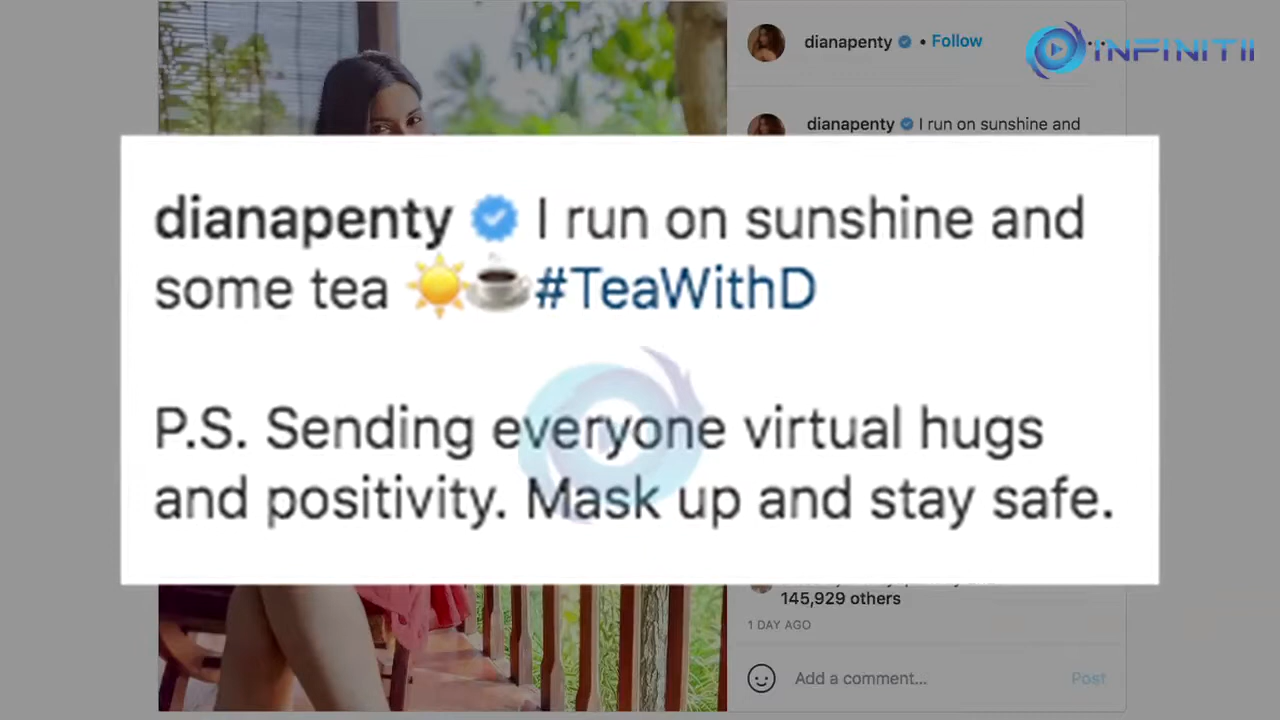 dianapenty • Follow
INFINITII
dianapenty I run on sunshine and
dianapenty I run on sunshine and
some tea ☀️☕#TeaWithD
P.S. Sending everyone virtual hugs
and positivity. Mask up and stay safe.
145,929 others
1 DAY AGO
Add a comment...
Post